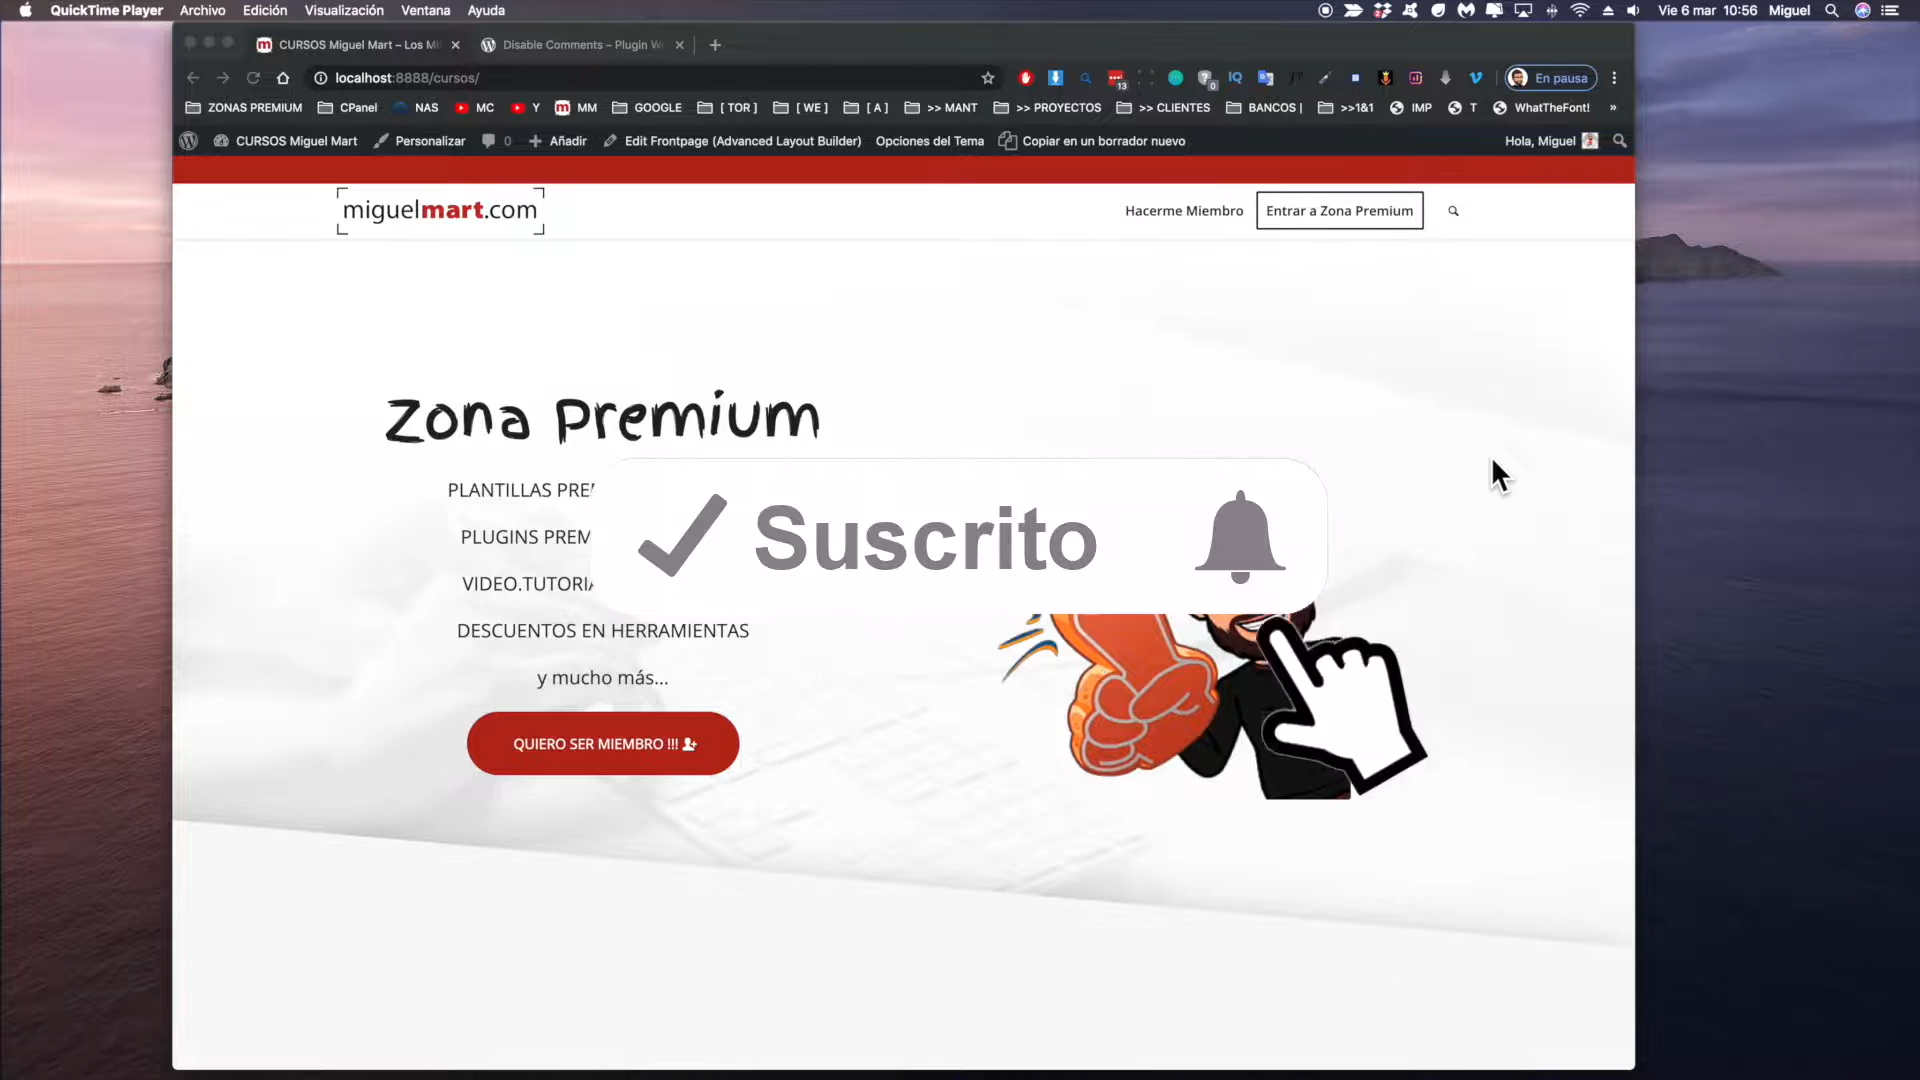 QuickTime Player Archivo Edición Visualización Ventana Ayuda Vie 6 mar 10:56 Miguel
CURSOS Miguel Mart – Los Mi Disable Comments – Plugin W
localhost:8888/cursos/ 13 0 IQ f? En pausa
ZONAS PREMIUM CPanel NAS MC Y MM GOOGLE [ TOR ] [ WE ] [ A ] >> MANT >> PROYECTOS >> CLIENTES BANCOS | >>1&1 IMP T WhatTheFont! »
CURSOS Miguel Mart Personalizar 0 Añadir Edit Frontpage (Advanced Layout Builder) Opciones del Tema Copiar en un borrador nuevo Hola, Miguel
miguelmart.com Hacerme Miembro Entrar a Zona Premium
Zona Premium
PLANTILLAS PRE
PLUGINS PREM
Suscrito
VIDEO.TUTORI
DESCUENTOS EN HERRAMIENTAS
y mucho más...
QUIERO SER MIEMBRO !!!